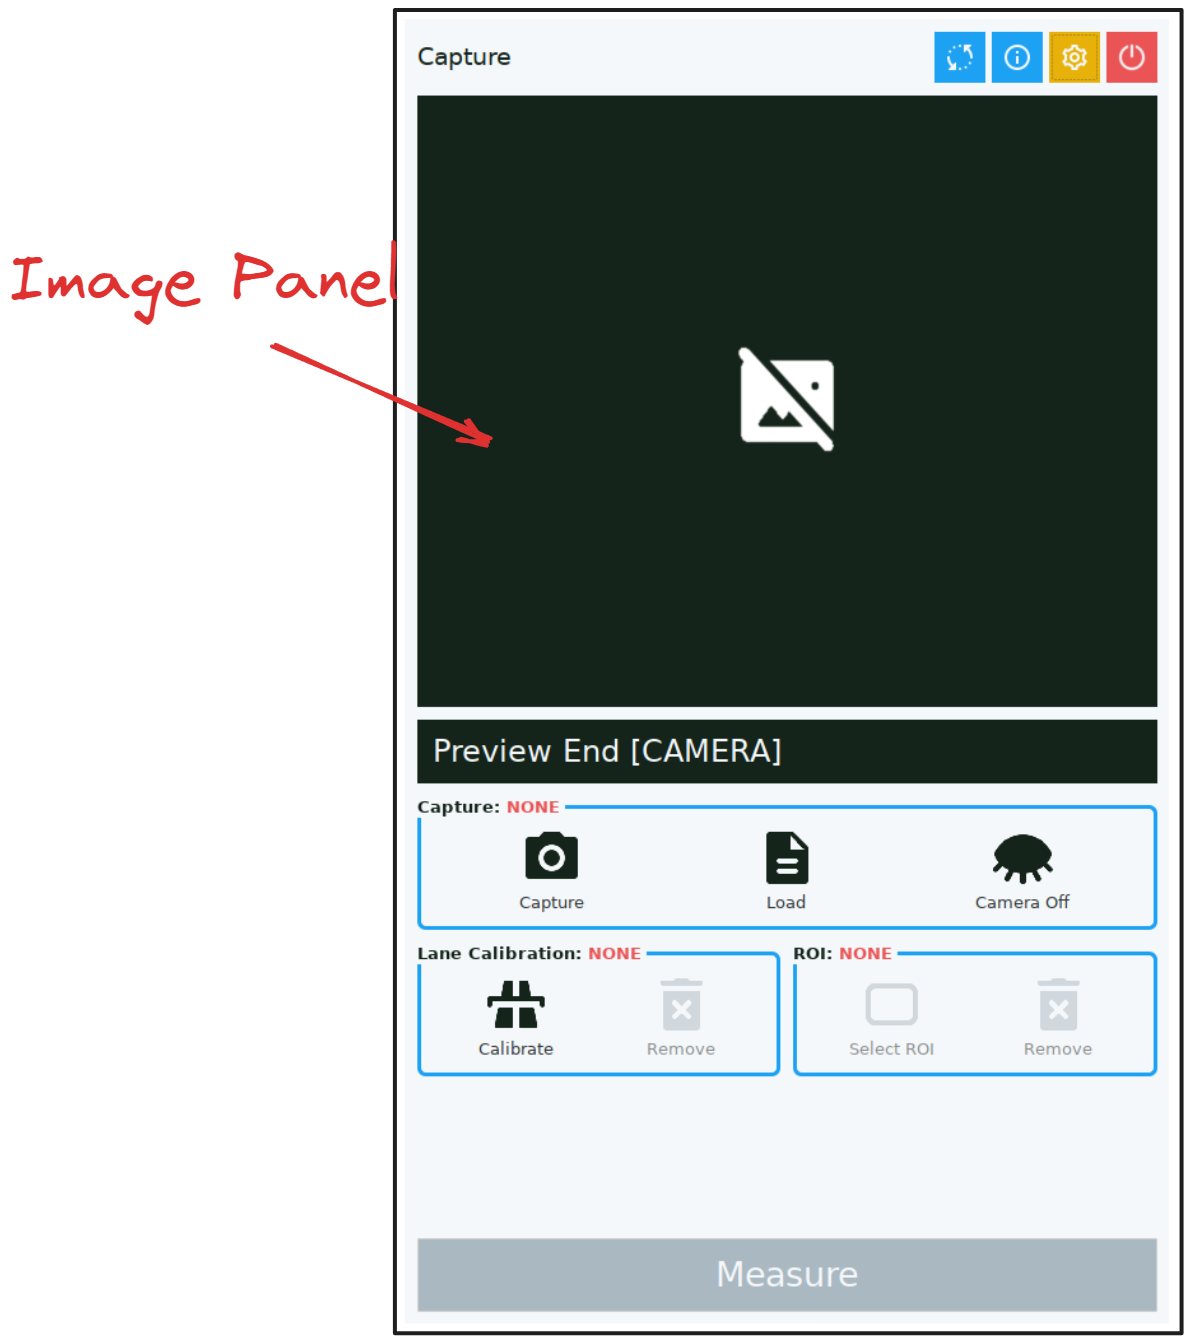 Capture
Image Panel
Preview End [CAMERA]
Capture: NONE
Capture
Load
Camera Off
Lane Calibration: NONE
Calibrate
Remove
ROI: NONE
Select ROI
Remove
Measure